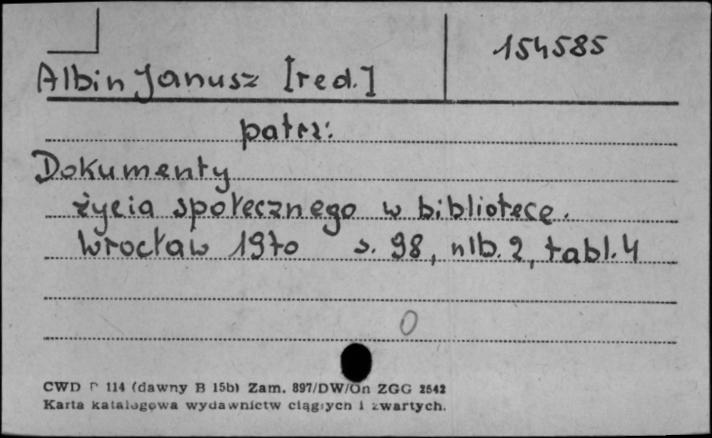 154585
Albin Janusz [red.]
patrz:
Dokumenty
życia społecznego w bibliotece.
Wrocław 1970 s. 98, nlb. 2, tabl. 4
0
CWD P 114 (dawny B 15b) Zam. 897/DW/On ZGG 2542
Karta katalogowa wydawnictw ciągłych i zwartych.